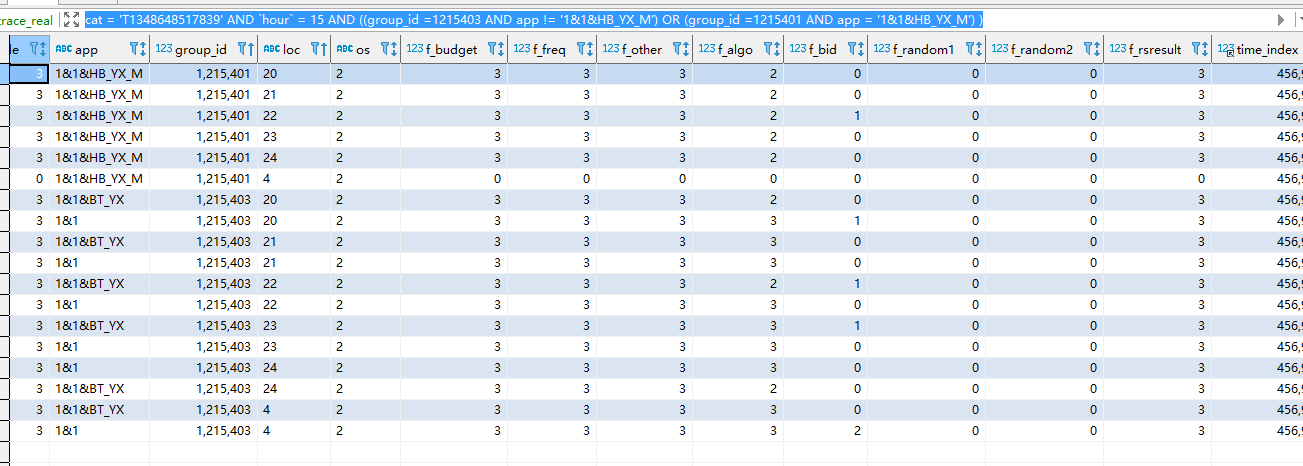 trace_real cat = 'T1348648517839' AND `hour` = 15 AND ((group_id =1215403 AND app != '1&1&HB_YX_M') OR (group_id =1215401 AND app = '1&1&HB_YX_M') )
le ABC app 123 group_id ABC loc ABC os 123 f_budget 123 f_freq 123 f_other 123 f_algo 123 f_bid 123 f_random1 123 f_random2 123 f_rsresult 123 time_index
3 1&1&HB_YX_M 1,215,401 20 2 3 3 3 2 0 0 0 3 456,9
3 1&1&HB_YX_M 1,215,401 21 2 3 3 3 2 0 0 0 3 456,9
3 1&1&HB_YX_M 1,215,401 22 2 3 3 3 2 1 0 0 3 456,9
3 1&1&HB_YX_M 1,215,401 23 2 3 3 3 2 0 0 0 3 456,9
3 1&1&HB_YX_M 1,215,401 24 2 3 3 3 2 0 0 0 3 456,9
0 1&1&HB_YX_M 1,215,401 4 2 0 0 0 0 0 0 0 0 456,9
3 1&1&BT_YX 1,215,403 20 2 3 3 3 2 0 0 0 3 456,9
3 1&1 1,215,403 20 2 3 3 3 3 1 0 0 3 456,9
3 1&1&BT_YX 1,215,403 21 2 3 3 3 3 0 0 0 3 456,9
3 1&1 1,215,403 21 2 3 3 3 3 0 0 0 3 456,9
3 1&1&BT_YX 1,215,403 22 2 3 3 3 2 1 0 0 3 456,9
3 1&1 1,215,403 22 2 3 3 3 3 0 0 0 3 456,9
3 1&1&BT_YX 1,215,403 23 2 3 3 3 3 1 0 0 3 456,9
3 1&1 1,215,403 23 2 3 3 3 3 0 0 0 3 456,9
3 1&1 1,215,403 24 2 3 3 3 3 0 0 0 3 456,9
3 1&1&BT_YX 1,215,403 24 2 3 3 3 2 0 0 0 3 456,9
3 1&1&BT_YX 1,215,403 4 2 3 3 3 3 0 0 0 3 456,9
3 1&1 1,215,403 4 2 3 3 3 3 2 0 0 3 456,9